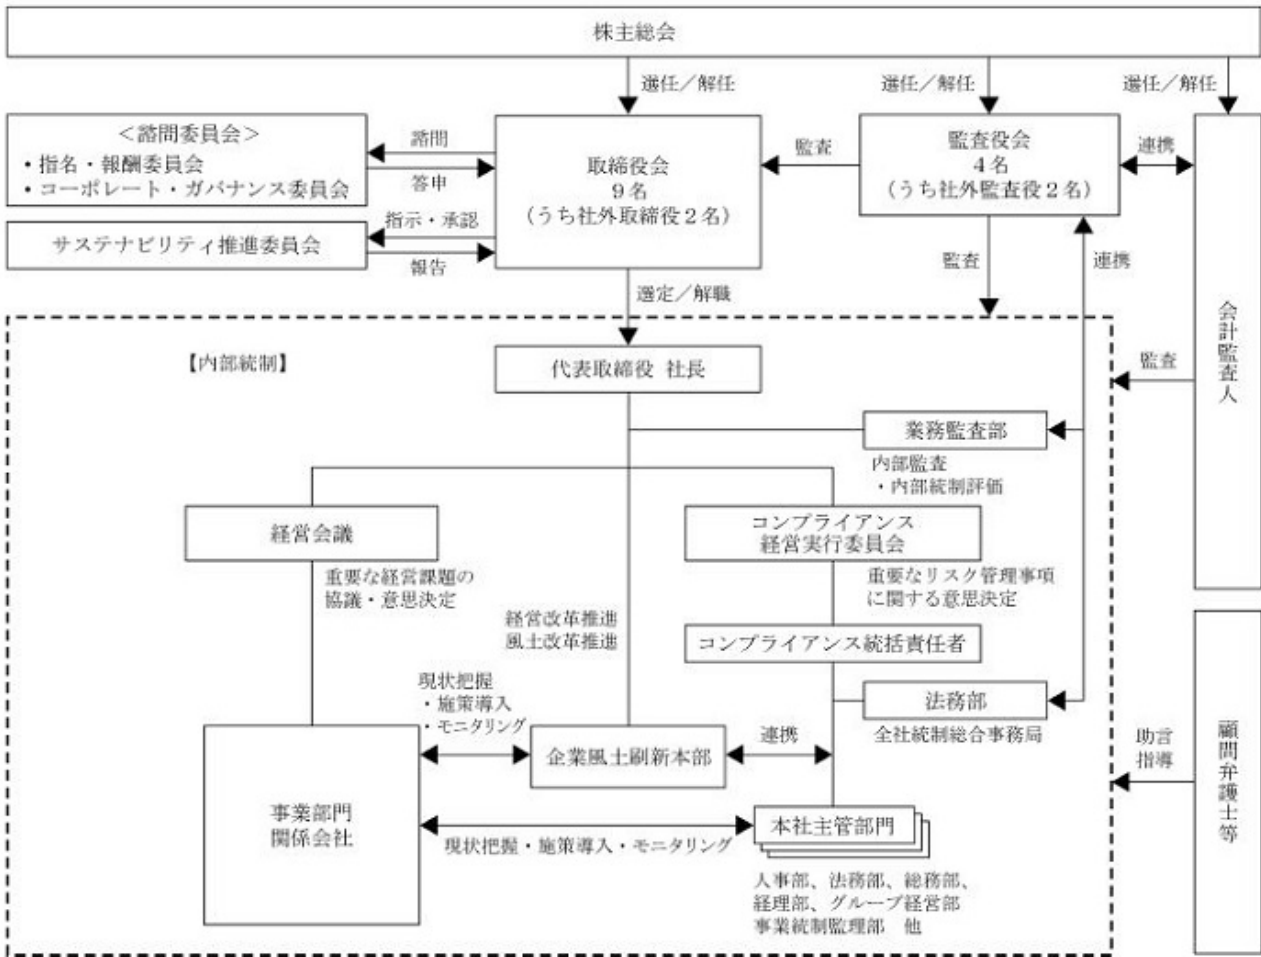 株主総会
選任／解任
選任／解任
選任／解任
＜諮問委員会＞
・指名・報酬委員会
・コーポレート・ガバナンス委員会
諮問
答申
取締役会
9名
（うち社外取締役２名）
監査
監査役会
4名
（うち社外監査役２名）
連携
サステナビリティ推進委員会
指示・承認
報告
監査
連携
選定／解職
会計監査人
【内部統制】
代表取締役 社長
監査
業務監査部
内部監査
・内部統制評価
経営会議
重要な経営課題の
協議・意思決定
コンプライアンス
経営実行委員会
重要なリスク管理事項
に関する意思決定
経営改革推進
風土改革推進
コンプライアンス統括責任者
現状把握
・施策導入
・モニタリング
法務部
全社統制総合事務局
企業風土刷新本部
連携
助言
指導
顧問弁護士等
事業部門
関係会社
現状把握・施策導入・モニタリング
本社主管部門
人事部、法務部、総務部、
経理部、グループ経営部
事業統制監理部　他